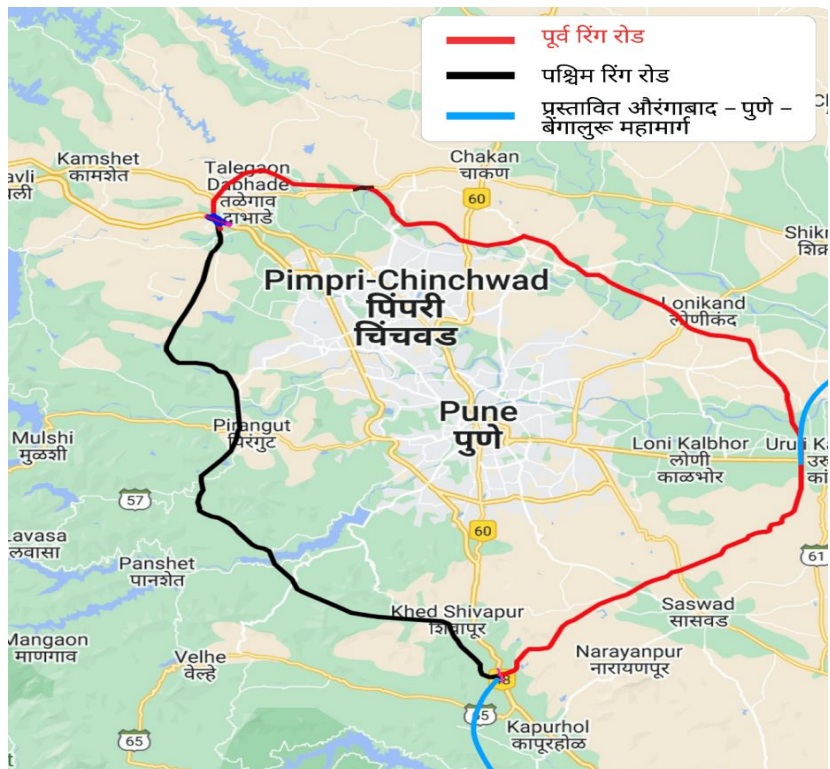 पूर्व रिंग रोड
पश्चिम रिंग रोड
प्रस्तावित औरंगाबाद – पुणे –
बेंगालुरू महामार्ग
Kamshet
कामशेत
Talegaon
Dabhade
तळेगाव
दाभाडे
Chakan
चाकण
60
Pimpri-Chinchwad
पिंपरी
चिंचवड
Lonikand
लोणीकंद
Mulshi
मुळशी
Pirangut
पिरंगुट
Pune
पुणे
Loni Kalbhor
लोणी
काळभोर
57
60
61
Lavasa
लवासा
Panshet
पानशेत
Khed Shivapur
शिवापूर
Saswad
सासवड
Mangaon
माणगाव
Velhe
वेल्हे
Narayanpur
नारायणपूर
Kapurhol
कापूरहोळ
65
65